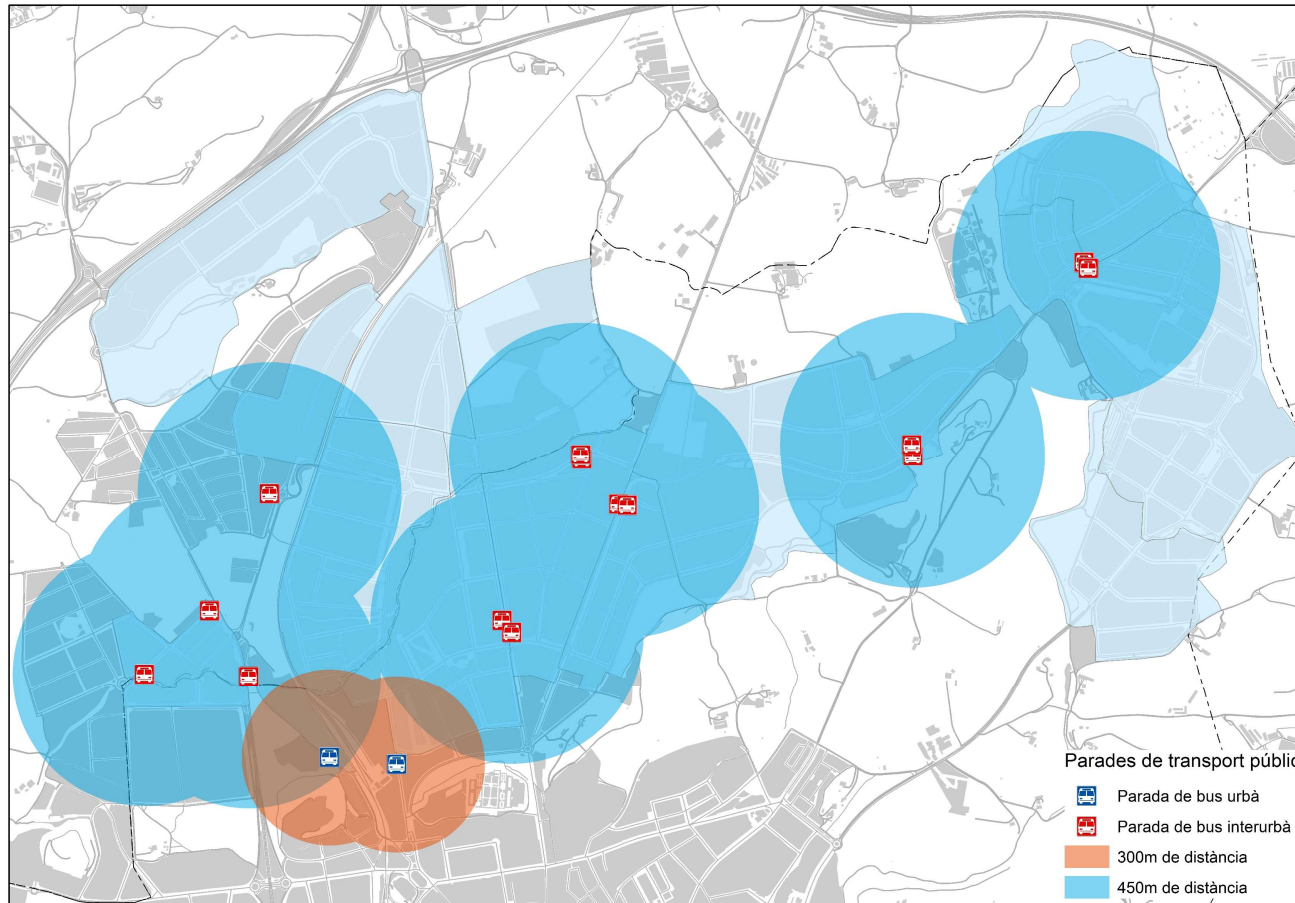 Parades de transport públic
Parada de bus urbà
Parada de bus interurbà
300m de distància
450m de distància